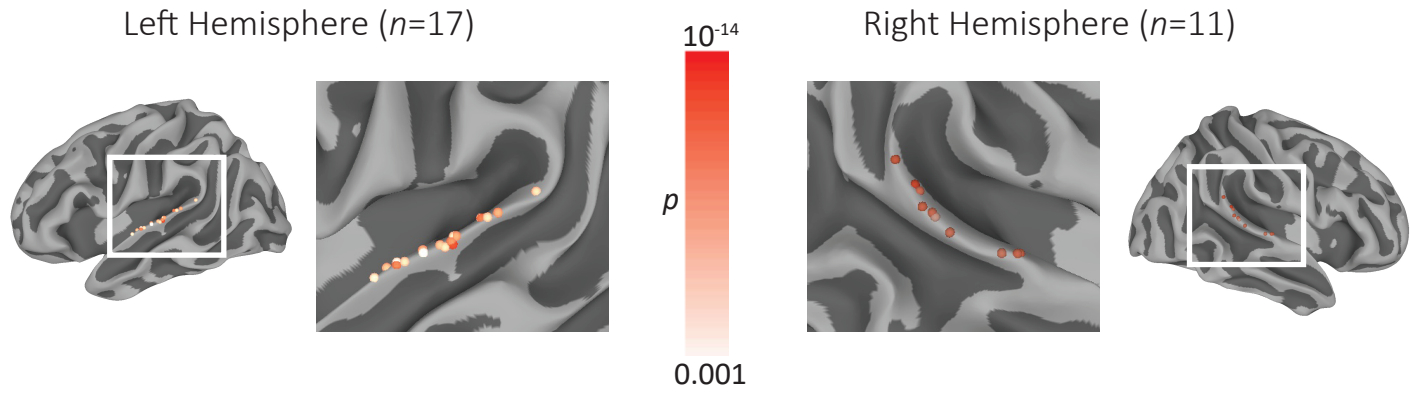 Left Hemisphere (n=17)
Right Hemisphere (n=11)
10-14
p
0.001